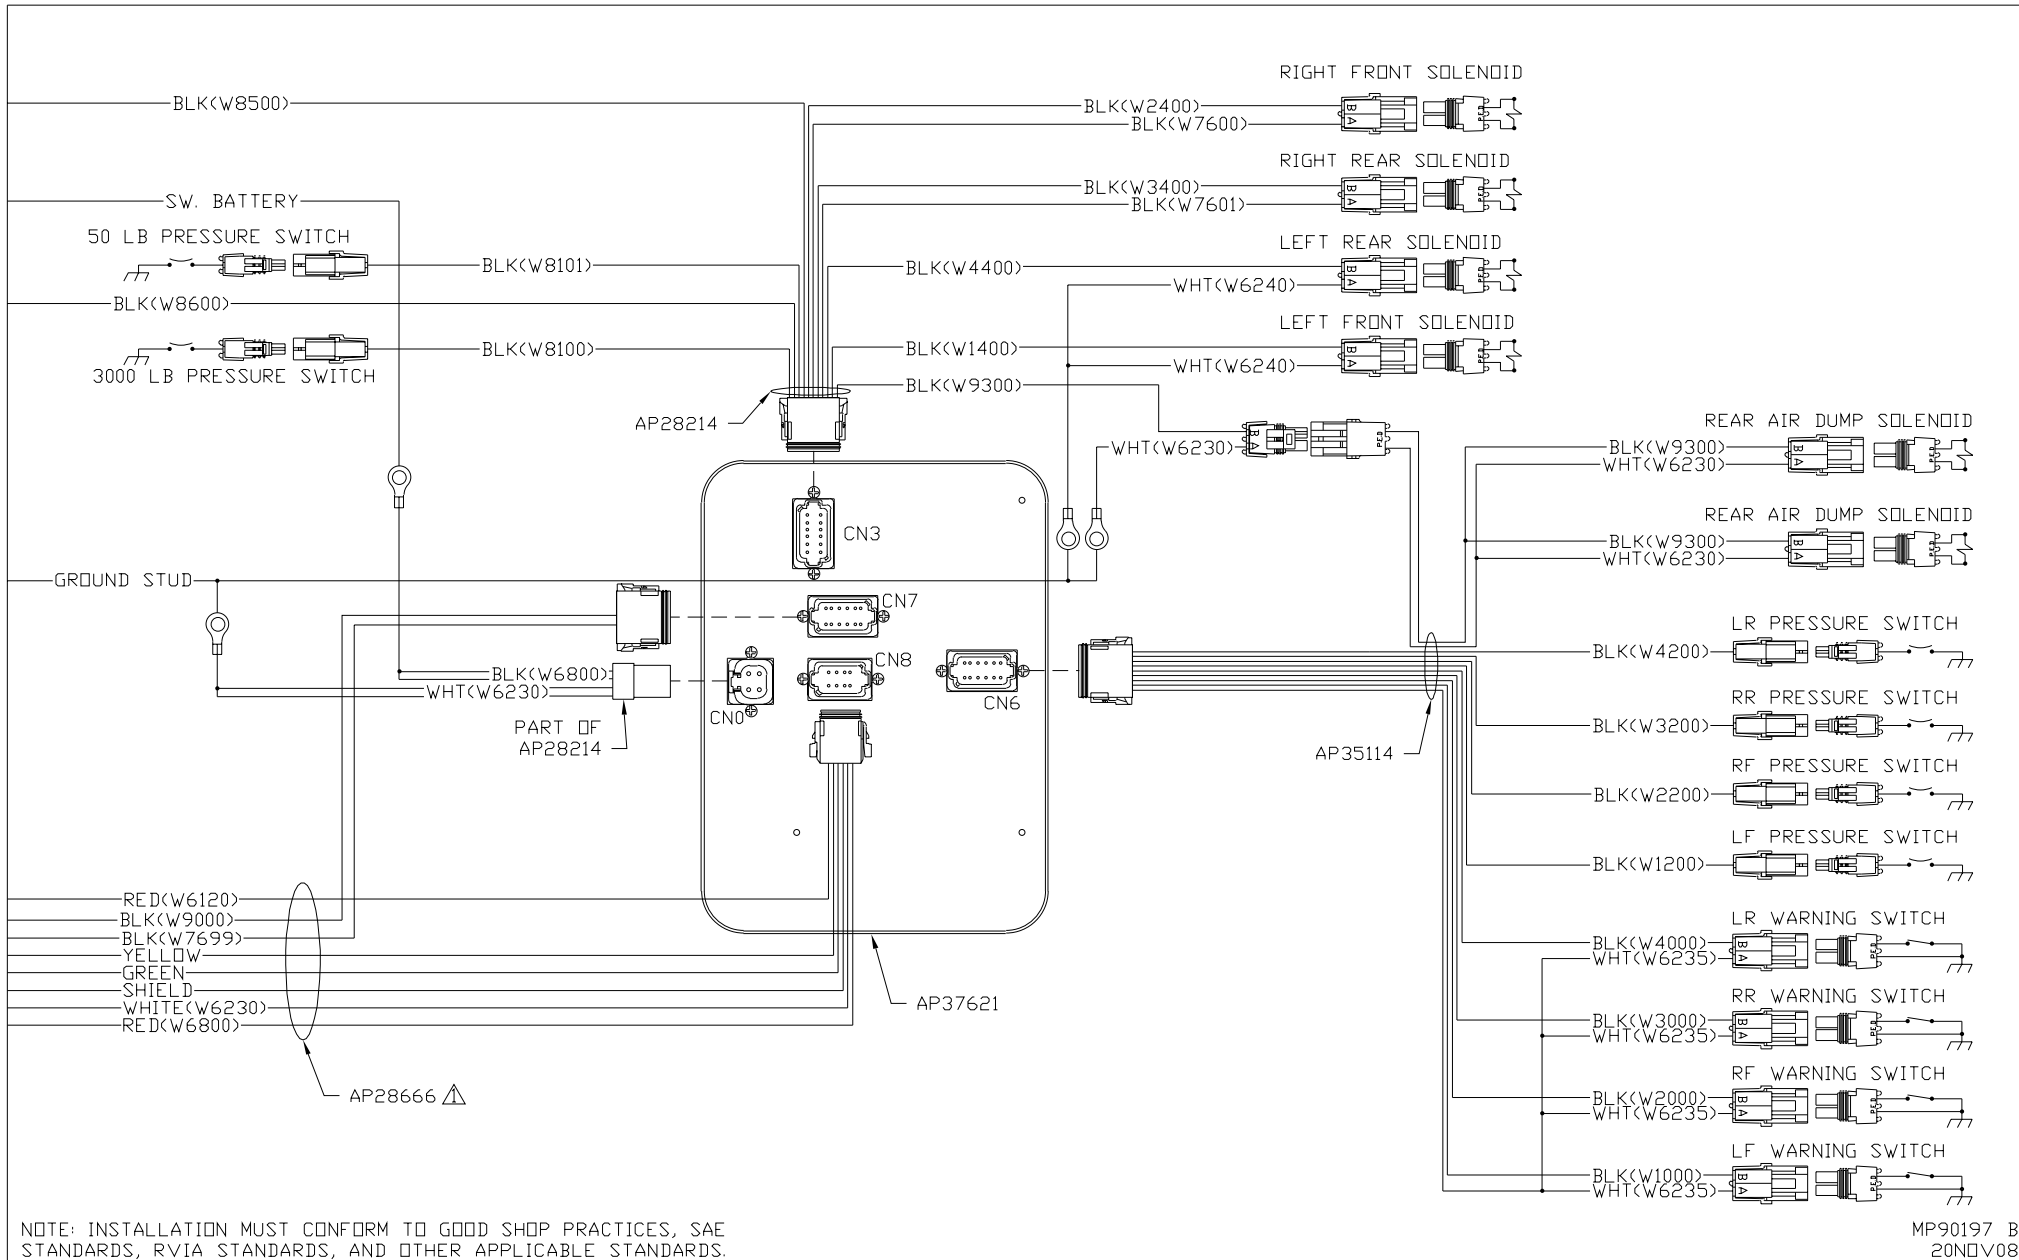 RIGHT FRONT SOLENOID
BLK(W8500)
BLK(W2400)
BLK(W7600)
B
A
P.E.D.
RIGHT REAR SOLENOID
BLK(W3400)
BLK(W7601)
B
A
P.E.D.
SW. BATTERY
50 LB PRESSURE SWITCH
BLK(W8101)
LEFT REAR SOLENOID
BLK(W4400)
WHT(W6240)
B
A
P.E.D.
BLK(W8600)
BLK(W8100)
3000 LB PRESSURE SWITCH
LEFT FRONT SOLENOID
BLK(W1400)
WHT(W6240)
B
A
P.E.D.
BLK(W9300)
AP28214
WHT(W6230)
B
A
P.E.D.
REAR AIR DUMP SOLENOID
BLK(W9300)
WHT(W6230)
B
A
P.E.D.
REAR AIR DUMP SOLENOID
BLK(W9300)
WHT(W6230)
B
A
P.E.D.
CN3
GROUND STUD
CN7
CN8
CN6
CN0
BLK(W6800)
WHT(W6230)
PART OF
AP28214
LR PRESSURE SWITCH
BLK(W4200)
RR PRESSURE SWITCH
BLK(W3200)
AP35114
RF PRESSURE SWITCH
BLK(W2200)
LF PRESSURE SWITCH
BLK(W1200)
RED(W6120)
BLK(W9000)
BLK(W7699)
YELLOW
GREEN
SHIELD
WHITE(W6230)
RED(W6800)
AP37621
AP28666 1
LR WARNING SWITCH
BLK(W4000)
WHT(W6235)
B
A
P.E.D.
RR WARNING SWITCH
BLK(W3000)
WHT(W6235)
B
A
P.E.D.
RF WARNING SWITCH
BLK(W2000)
WHT(W6235)
B
A
P.E.D.
LF WARNING SWITCH
BLK(W1000)
WHT(W6235)
B
A
P.E.D.
NOTE: INSTALLATION MUST CONFORM TO GOOD SHOP PRACTICES, SAE
STANDARDS, RVIA STANDARDS, AND OTHER APPLICABLE STANDARDS.
MP90197 B
20NOV08